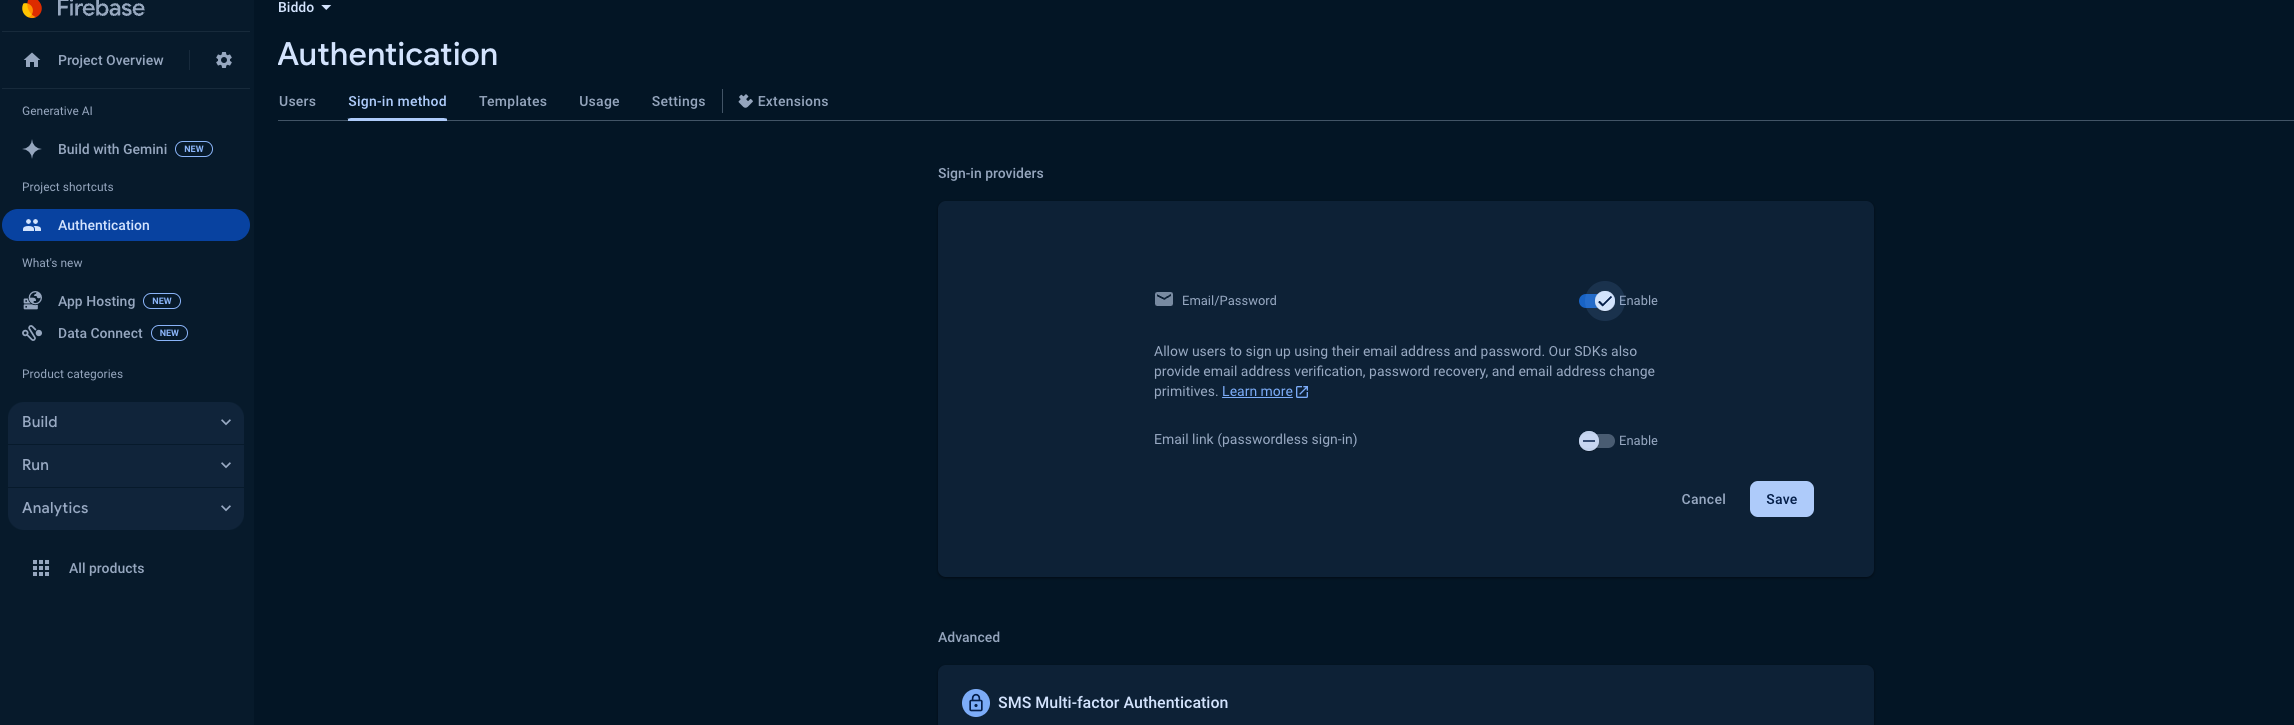 Firebase
Project Overview
Generative AI
Build with Gemini NEW
Project shortcuts
Authentication
What's new
App Hosting NEW
Data Connect NEW
Product categories
Build
Run
Analytics
All products
Biddo
Authentication
Users Sign-in method Templates Usage Settings Extensions
Sign-in providers
Email/Password Enable
Allow users to sign up using their email address and password. Our SDKs also
provide email address verification, password recovery, and email address change
primitives. Learn more
Email link (passwordless sign-in) Enable
Cancel Save
Advanced
SMS Multi-factor Authentication